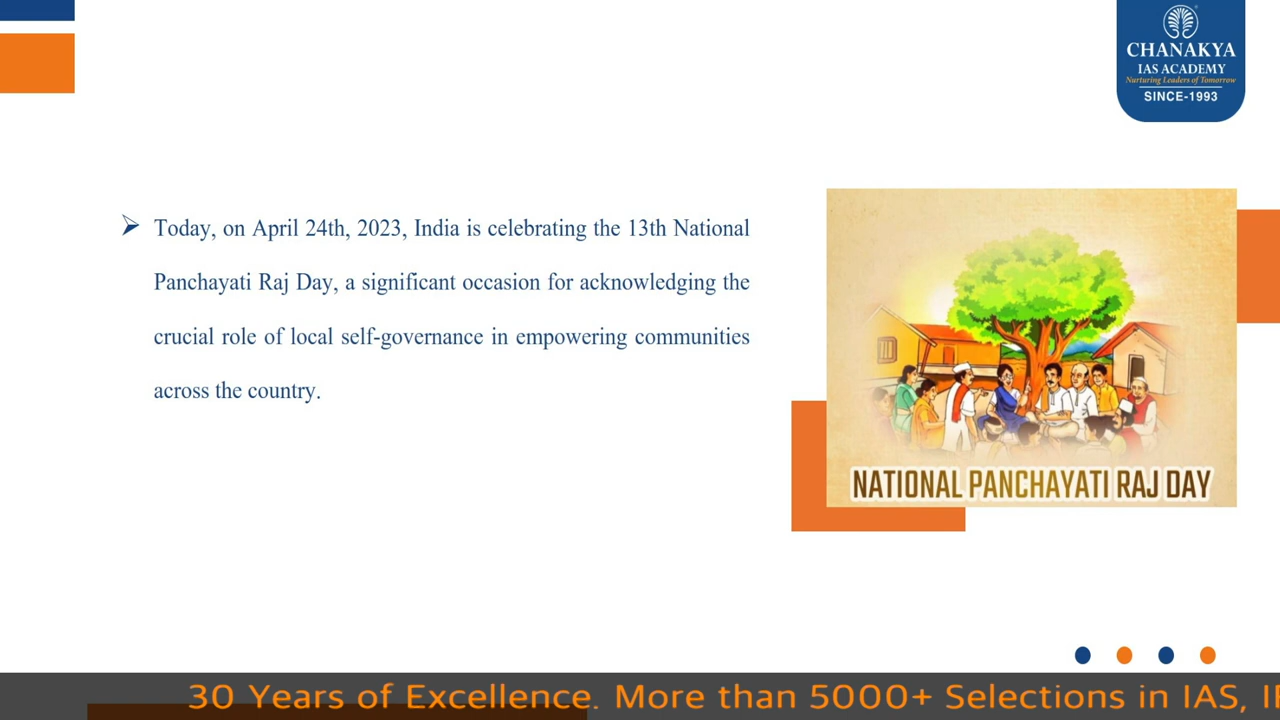 CHANAKYA
IAS ACADEMY
Nurturing Leaders of Tomorrow
SINCE-1993
Today, on April 24th, 2023, India is celebrating the 13th National
Panchayati Raj Day, a significant occasion for acknowledging the
crucial role of local self-governance in empowering communities
across the country.
NATIONAL PANCHAYATI RAJ DAY
30 Years of Excellence. More than 5000+ Selections in IAS,